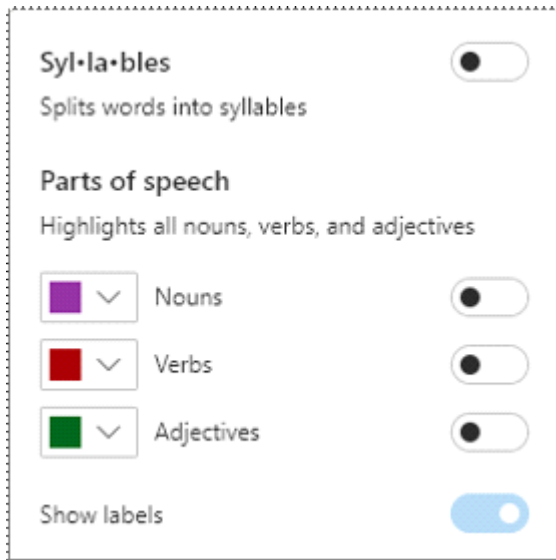 Syl•la•bles
Splits words into syllables
Parts of speech
Highlights all nouns, verbs, and adjectives
Nouns
Verbs
Adjectives
Show labels